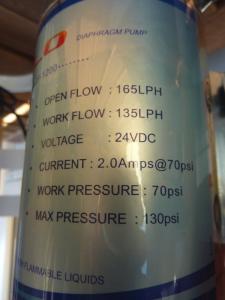 DIAPHRAGM PUMP
1200........
• OPEN FLOW : 165LPH
• WORK FLOW : 135LPH
• VOLTAGE : 24VDC
• CURRENT : 2.0Amps@70psi
• WORK PRESSURE : 70psi
• MAX PRESSURE : 130psi
FLAMMABLE LIQUIDS